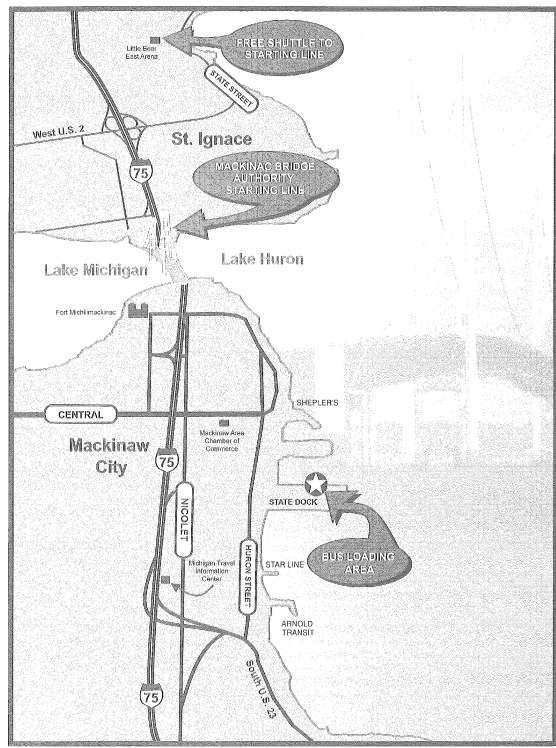 Little Bear
East Arena
FREE SHUTTLE TO
STARTING LINE
STATE STREET
West U.S. 2
St. Ignace
75
MACKINAC BRIDGE
AUTHORITY
STARTING LINE
Lake Michigan
Lake Huron
Fort Michilimackinac
SHEPLER'S
CENTRAL
Mackinaw Area
Chamber of
Commerce
Mackinaw
City
75
STATE DOCK
NICOLET
BUS LOADING
AREA
HURON STREET
Michigan Travel
Information
Center
STAR LINE
ARNOLD
TRANSIT
South U.S. 23
75